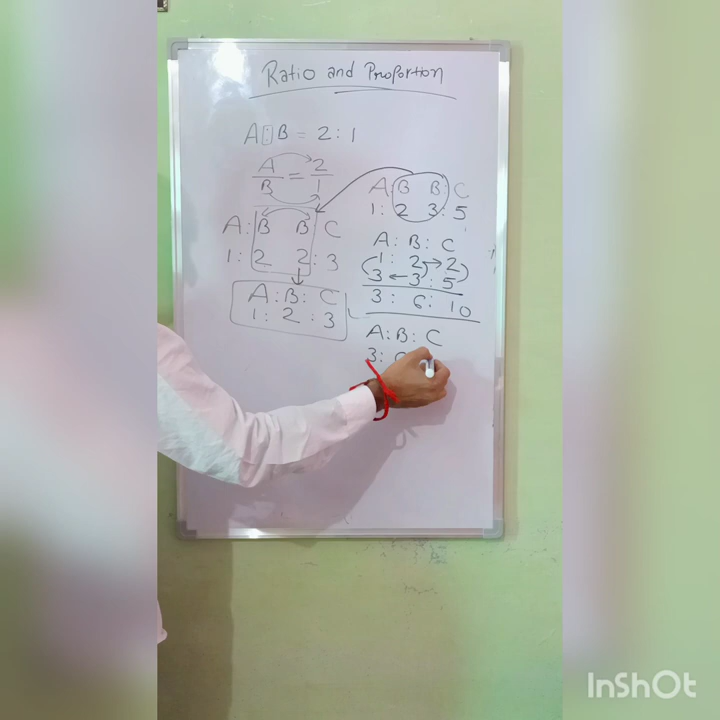 Ratio and Proportion
A:B = 2:1
A/B = 2/1
A:B B:C
1:2 2:3
A:B:C
1:2:3
A:B B:C
1:2 3:5
A:B:C
1:2→2
3←3:5
3:6:10
A:B:C
3:
InShOt